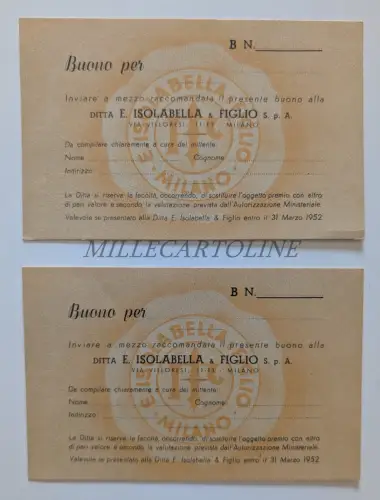 B N.
Buono per
Inviare a mezzo raccomandata il presente buono alla
DITTA E. ISOLABELLA & FIGLIO S. p. A.
VIA VILLORESI, 11-13 MILANO
Da compilare chiaramente a cura del mittente:
Nome Cognome
Indirizzo
La Ditta si riserva la facoltà, occorrendo, di sostituire l'oggetto premio con altro
di pari valore e secondo la valutazione prevista dall'Autorizzazione Ministeriale.
Valevole se presentato alla Ditta E. Isolabella & Figlio entro il 31 Marzo 1952
E. ISOLABELLA & FIGLIO
MILANO
MILLECARTOLINE
B N.
Buono per
Inviare a mezzo raccomandata il presente buono alla
DITTA E. ISOLABELLA & FIGLIO S. p. A.
VIA VILLORESI, 11-13 MILANO
Da compilare chiaramente a cura del mittente:
Nome Cognome
Indirizzo
La Ditta si riserva la facoltà, occorrendo, di sostituire l'oggetto premio con altro
di pari valore e secondo la valutazione prevista dall'Autorizzazione Ministeriale.
Valevole se presentato alla Ditta E. Isolabella & Figlio entro il 31 Marzo 1952
E. ISOLABELLA & FIGLIO
MILANO